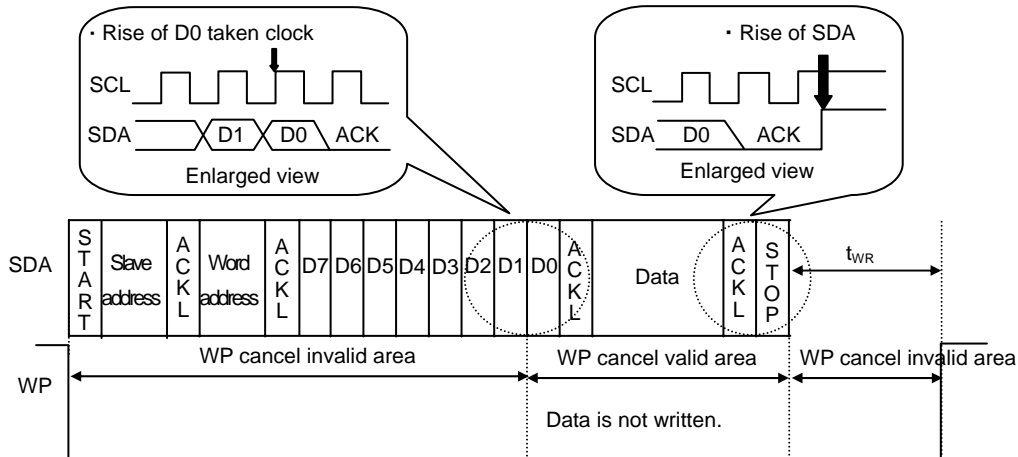 ・Rise of D0 taken clock
SCL
SDA D1 D0 ACK
Enlarged view
・Rise of SDA
SCL
SDA D0 ACK
Enlarged view
SDA START Slave address ACKL Word address ACKL D7 D6 D5 D4 D3 D2 D1 D0 ACKL Data ACKL STOP tWR
WP cancel invalid area WP cancel valid area WP cancel invalid area
WP
Data is not written.